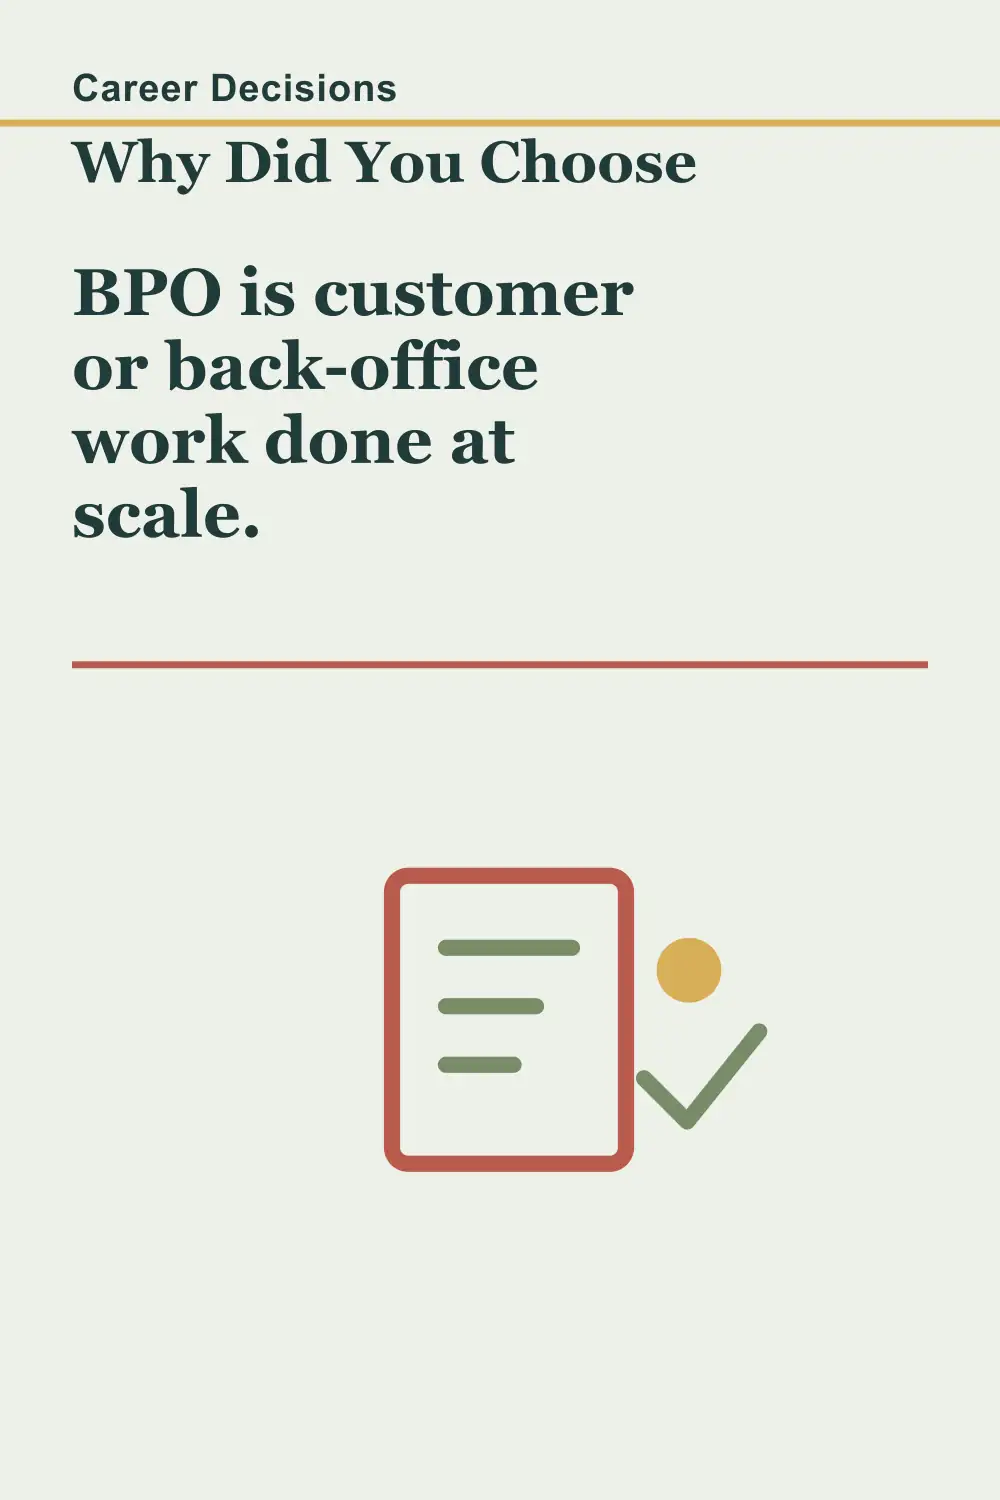 Career Decisions
Why Did You Choose
BPO is customer
or back-office
work done at
scale.